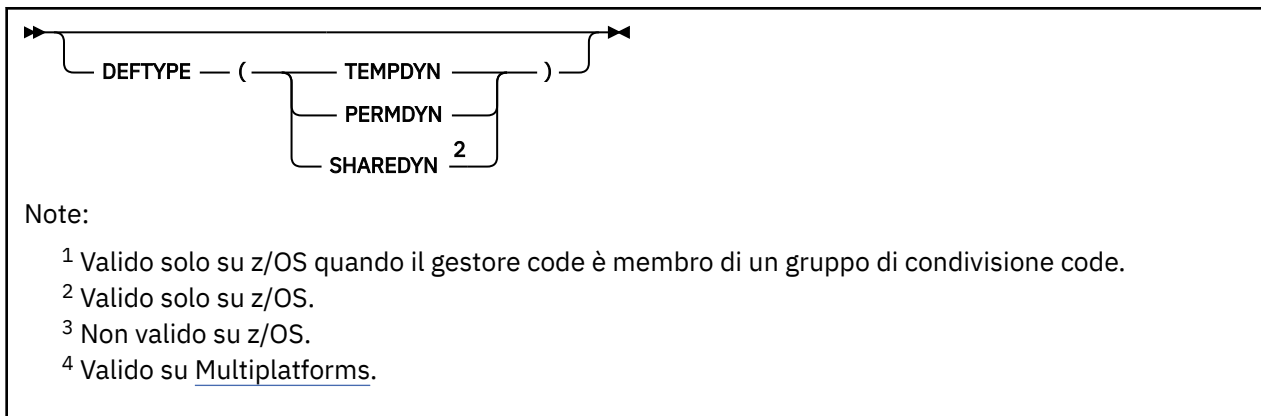 DEFTYPE ( TEMPDYN )
PERMDYN
SHAREDYN 2
Note:
1 Valido solo su z/OS quando il gestore code è membro di un gruppo di condivisione code.
2 Valido solo su z/OS.
3 Non valido su z/OS.
4 Valido su Multiplatforms.